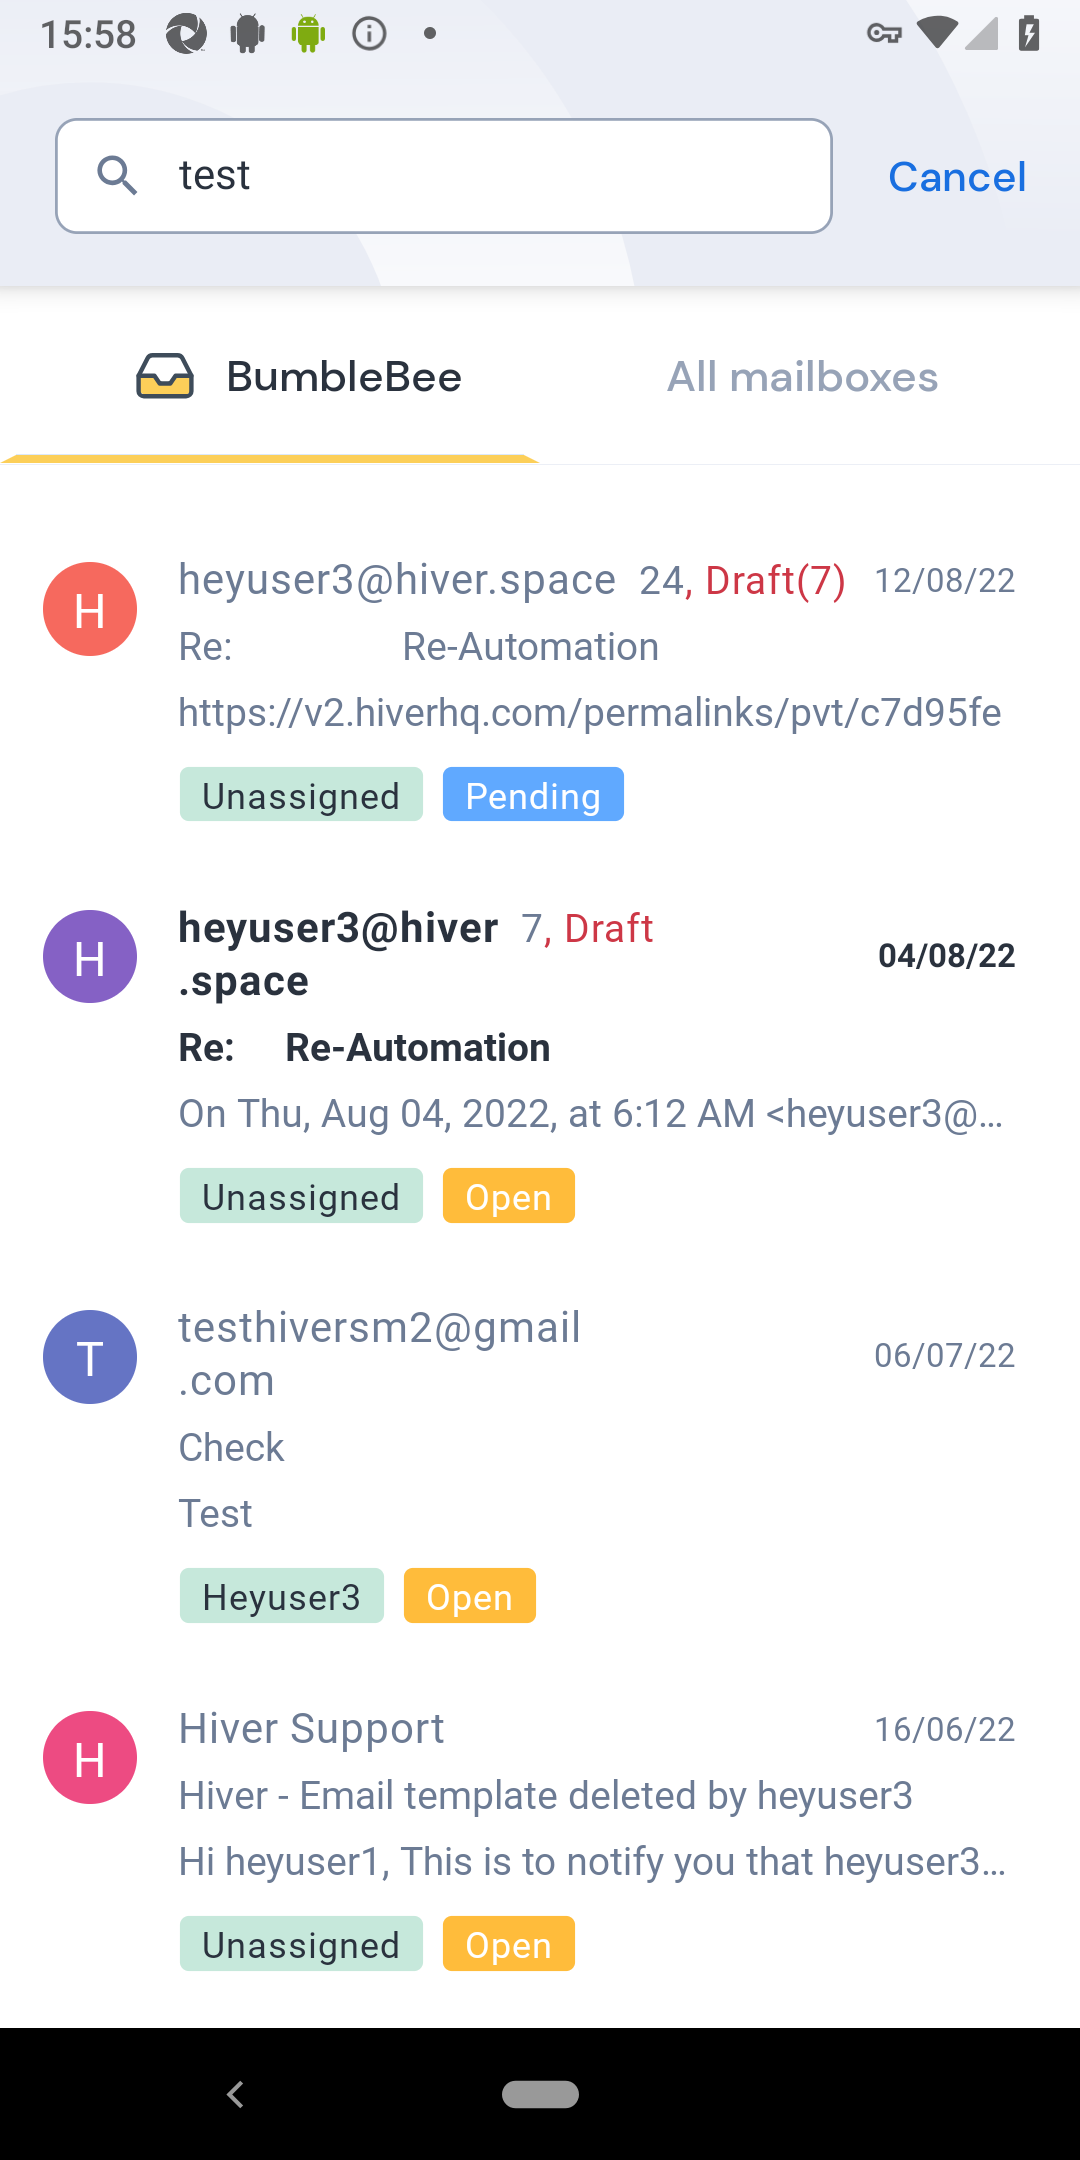 15:58
test
Cancel
BumbleBee
All mailboxes
H
heyuser3@hiver.space 24, Draft(7) 12/08/22
Re: Re-Automation
https://v2.hiverhq.com/permalinks/pvt/c7d95fe
Unassigned Pending
H
heyuser3@hiver 7, Draft
.space
04/08/22
Re: Re-Automation
On Thu, Aug 04, 2022, at 6:12 AM <heyuser3@...
Unassigned Open
T
testhiversm2@gmail
.com
06/07/22
Check
Test
Heyuser3 Open
H
Hiver Support 16/06/22
Hiver - Email template deleted by heyuser3
Hi heyuser1, This is to notify you that heyuser3...
Unassigned Open